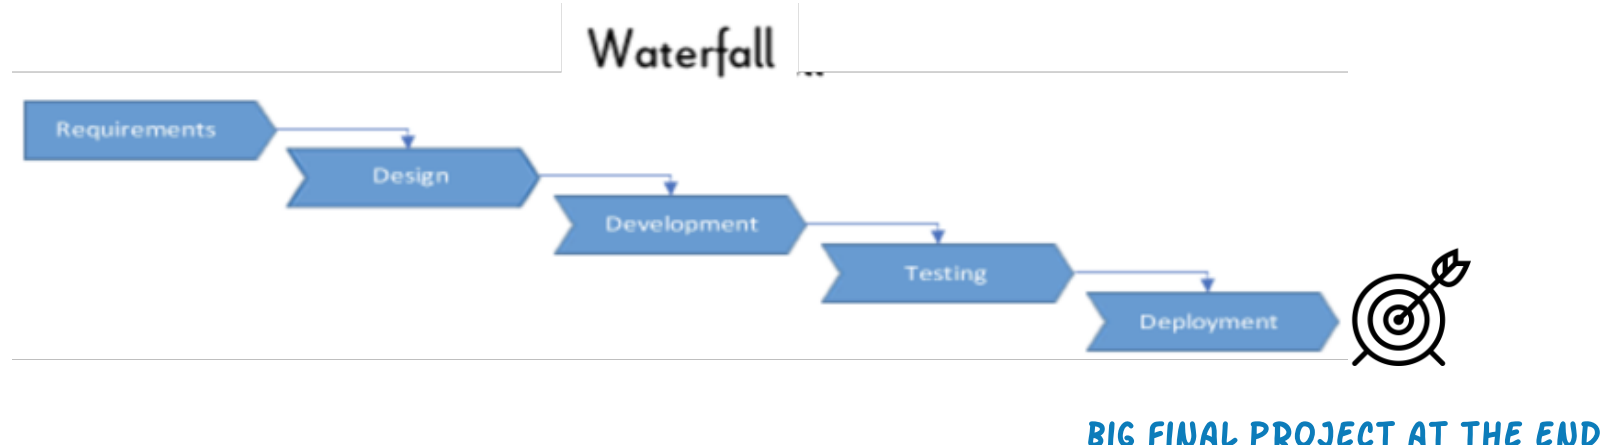 Waterfall
Requirements
Design
Development
Testing
Deployment
BIG FINAL PROJECT AT THE END